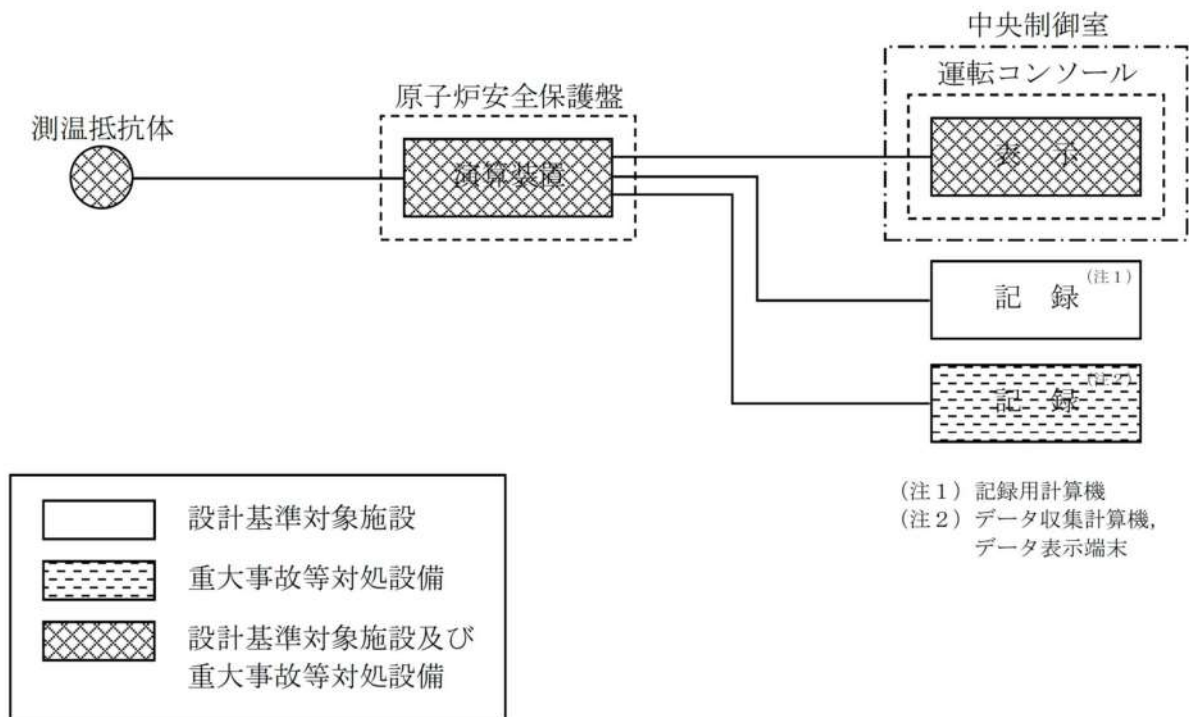 中央制御室
運転コンソール
原子炉安全保護盤
測温抵抗体
演算装置
表 示
記 録 (注1)
記 録 (注2)
(注1) 記録用計算機
(注2) データ収集計算機,
データ表示端末
設計基準対象施設
重大事故等対処設備
設計基準対象施設及び
重大事故等対処設備